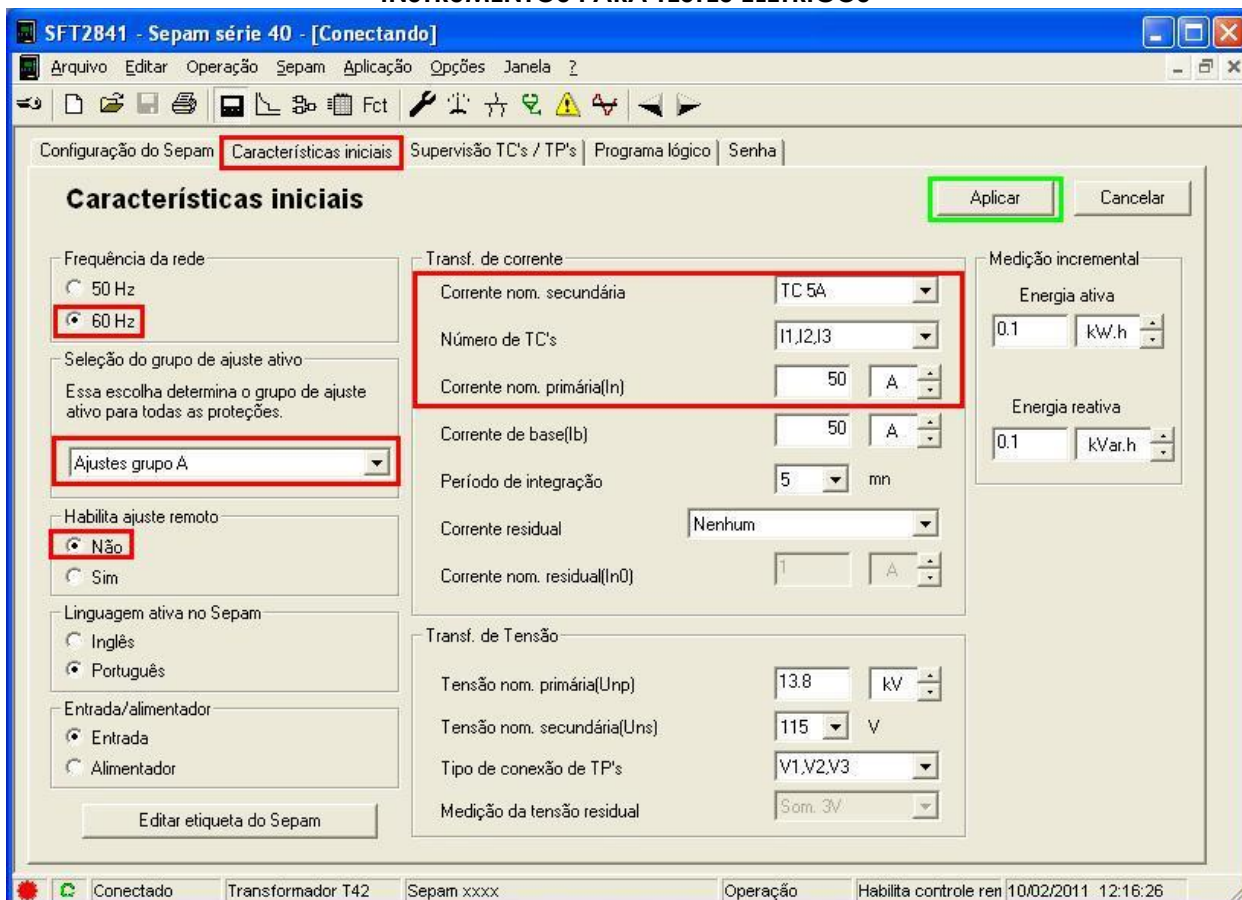 INSTRUMENTOS PARA TESTES ELÉTRICOS
SFT2841 - Sepam série 40 - [Conectando]
Arquivo Editar Operação Sepam Aplicação Opções Janela ?
Fct
Configuração do Sepam Características iniciais Supervisão TC's / TP's Programa lógico Senha
Características iniciais
Aplicar Cancelar
Frequência da rede
50 Hz
60 Hz
Seleção do grupo de ajuste ativo
Essa escolha determina o grupo de ajuste
ativo para todas as proteções.
Ajustes grupo A
Habilita ajuste remoto
Não
Sim
Linguagem ativa no Sepam
Inglês
Português
Entrada/alimentador
Entrada
Alimentador
Editar etiqueta do Sepam
Transf. de corrente
Corrente nom. secundária TC 5A
Número de TC's I1,I2,I3
Corrente nom. primária(In) 50 A
Corrente de base(Ib) 50 A
Período de integração 5 mn
Corrente residual Nenhum
Corrente nom. residual(In0) 1 A
Transf. de Tensão
Tensão nom. primária(Unp) 13.8 kV
Tensão nom. secundária(Uns) 115 V
Tipo de conexão de TP's V1,V2,V3
Medição da tensão residual Som. 3V
Medição incremental
Energia ativa
0.1 kW.h
Energia reativa
0.1 kVar.h
Conectado Transformador T42 Sepam xxxx Operação Habilita controle ren 10/02/2011 12:16:26